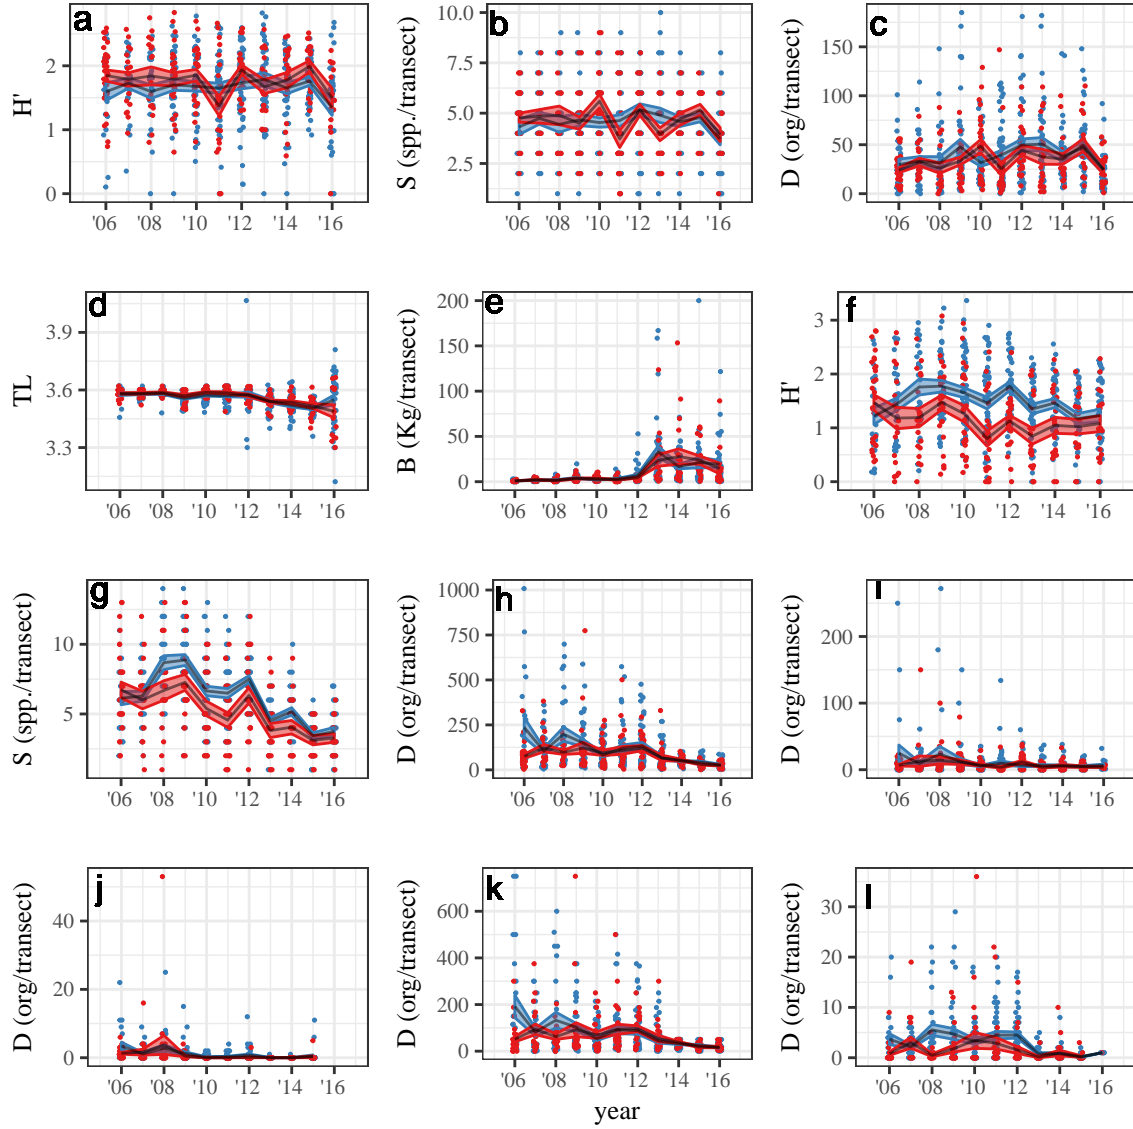 a
b
c
H'
S (spp./transect)
D (org/transect)
2
1
0
10.0
7.5
5.0
2.5
150
100
50
0
'06 '08 '10 '12 '14 '16
'06 '08 '10 '12 '14 '16
'06 '08 '10 '12 '14 '16
d
e
f
TL
B (Kg/transect)
H'
3.9
3.6
3.3
200
150
100
50
0
3
2
1
0
'06 '08 '10 '12 '14 '16
'06 '08 '10 '12 '14 '16
'06 '08 '10 '12 '14 '16
g
h
I
S (spp./transect)
D (org/transect)
D (org/transect)
10
5
1000
750
500
250
0
200
100
0
'06 '08 '10 '12 '14 '16
'06 '08 '10 '12 '14 '16
'06 '08 '10 '12 '14 '16
j
k
l
D (org/transect)
D (org/transect)
D (org/transect)
40
20
0
600
400
200
0
30
20
10
0
'06 '08 '10 '12 '14 '16
'06 '08 '10 '12 '14 '16
'06 '08 '10 '12 '14 '16
year